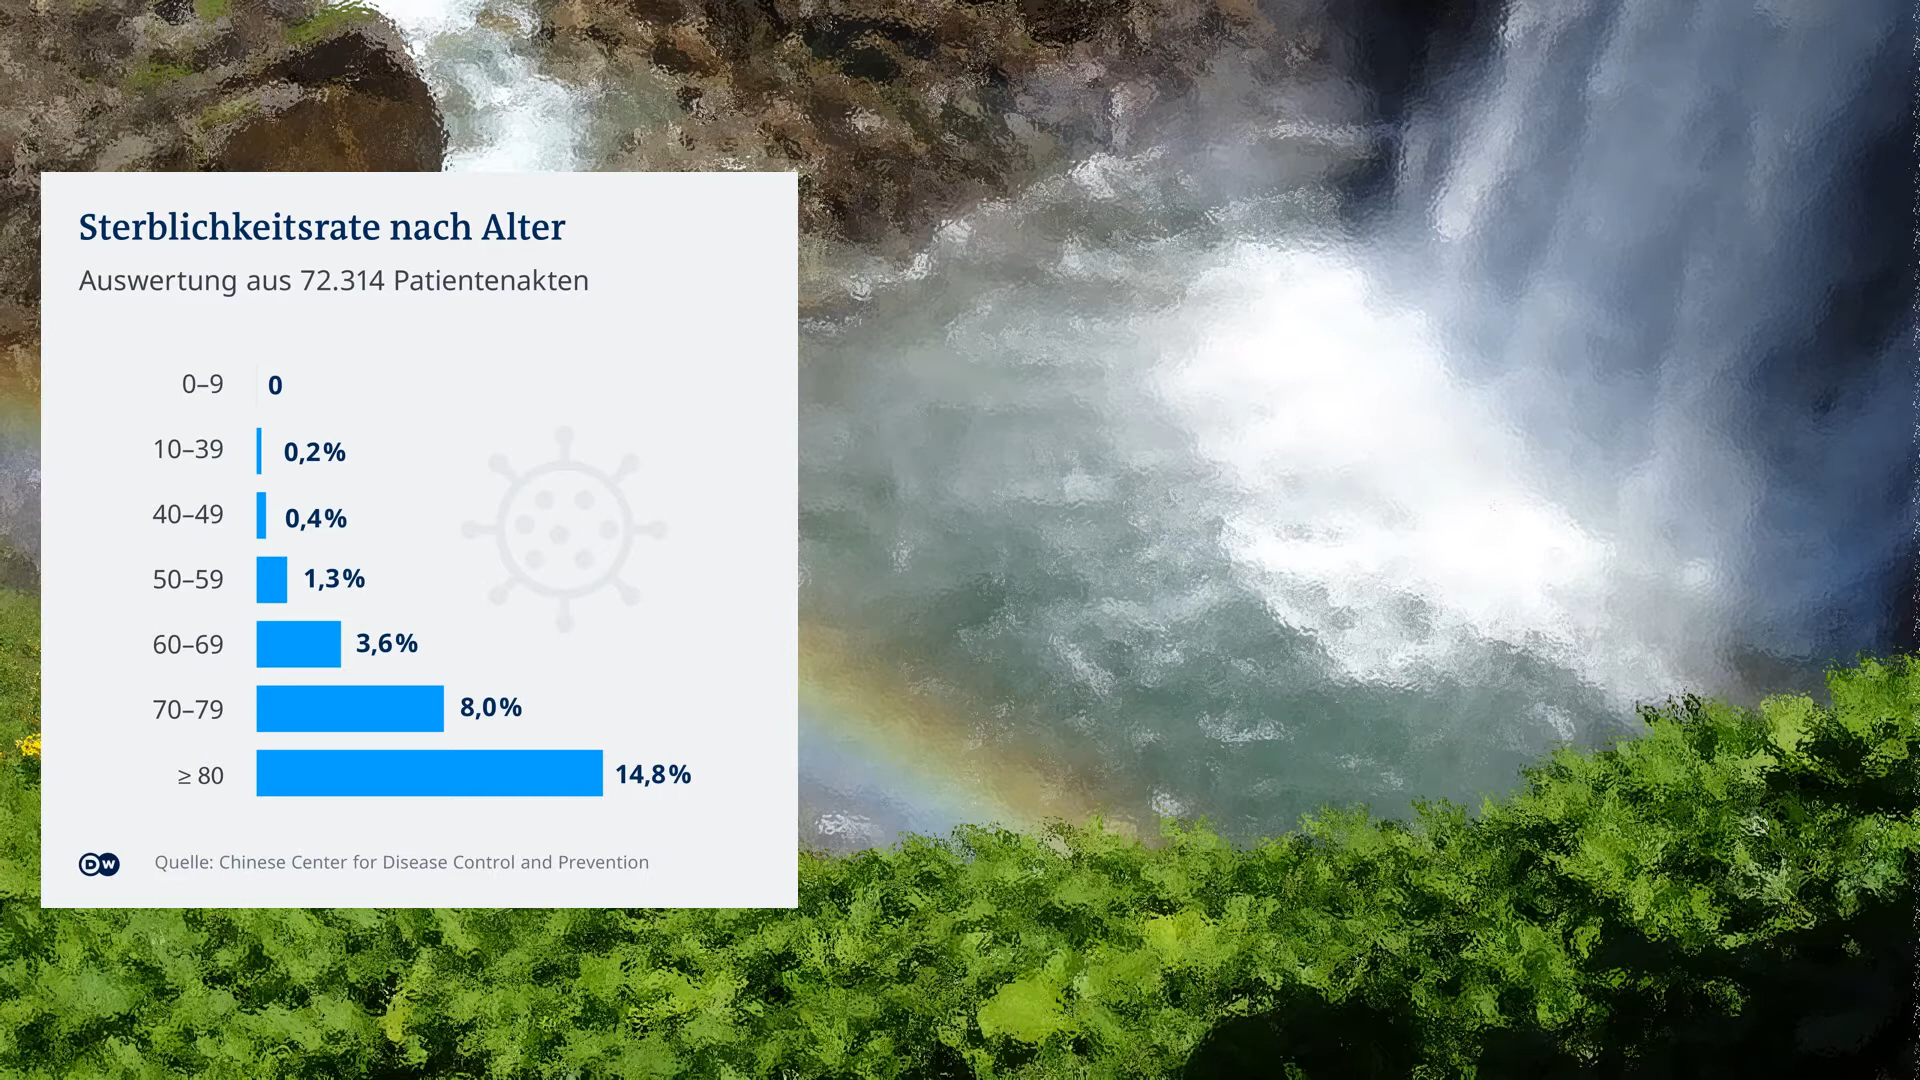 Sterblichkeitsrate nach Alter
Auswertung aus 72.314 Patientenakten
0–9 0
10–39 0,2%
40–49 0,4%
50–59 1,3%
60–69 3,6%
70–79 8,0%
≥ 80 14,8%
DW Quelle: Chinese Center for Disease Control and Prevention